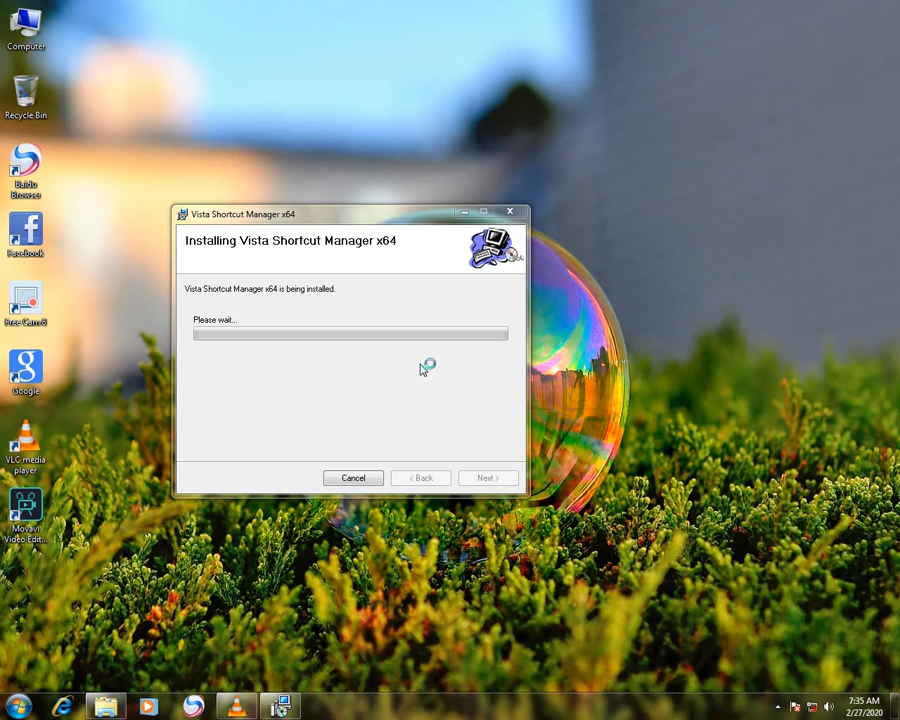 Computer
Recycle Bin
Baidu
Browser
Facebook
Free Cam 8
Google
VLC media
player
Movavi
Video Edit...
Vista Shortcut Manager x64
Installing Vista Shortcut Manager x64
Vista Shortcut Manager x64 is being installed.
Please wait...
Cancel
< Back
Next >
7:35 AM
2/27/2020